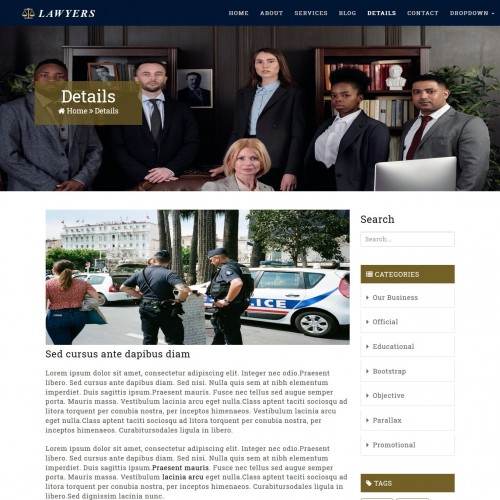 LAWYERS
HOME ABOUT SERVICES BLOG DETAILS CONTACT DROPDOWN
Details
Home » Details
Search
Search...
CATEGORIES
Our Business
Official
Educational
Bootstrap
Objective
Parallax
Promotional
TAGS
POLICE
Sed cursus ante dapibus diam
Lorem ipsum dolor sit amet, consectetur adipiscing elit. Integer nec odio.Praesent
libero. Sed cursus ante dapibus diam. Sed nisi. Nulla quis sem at nibh elementum
imperdiet. Duis sagittis ipsum.Praesent mauris. Fusce nec tellus sed augue semper
porta. Mauris massa. Vestibulum lacinia arcu eget nulla.Class aptent taciti sociosqu ad
litora torquent per conubia nostra, per inceptos himenaeos. Vestibulum lacinia arcu eget
nulla.Class aptent taciti sociosqu ad litora torquent per conubia nostra, per
inceptos himenaeos. Curabitursodales ligula in libero.
Lorem ipsum dolor sit amet, consectetur adipiscing elit. Integer nec odio.Praesent
libero. Sed cursus ante dapibus diam. Sed nisi. Nulla quis sem at nibh elementum
imperdiet. Duis sagittis ipsum.Praesent mauris. Fusce nec tellus sed augue semper
porta. Mauris massa. Vestibulum lacinia arcu eget nulla.Class aptent taciti sociosqu ad
litora torquent per conubia nostra, per inceptos himenaeos. Curabitursodales ligula in
libero.Sed dignissim lacinia nunc.